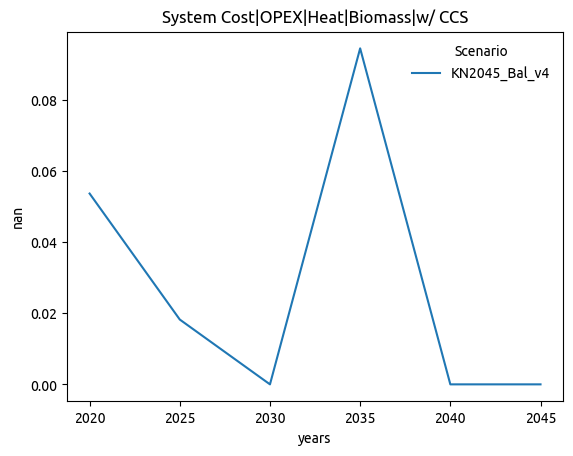 System Cost|OPEX|Heat|Biomass|w/ CCS
Scenario
KN2045_Bal_v4
0.08
0.06
0.04
0.02
0.00
nan
2020 2025 2030 2035 2040 2045
years